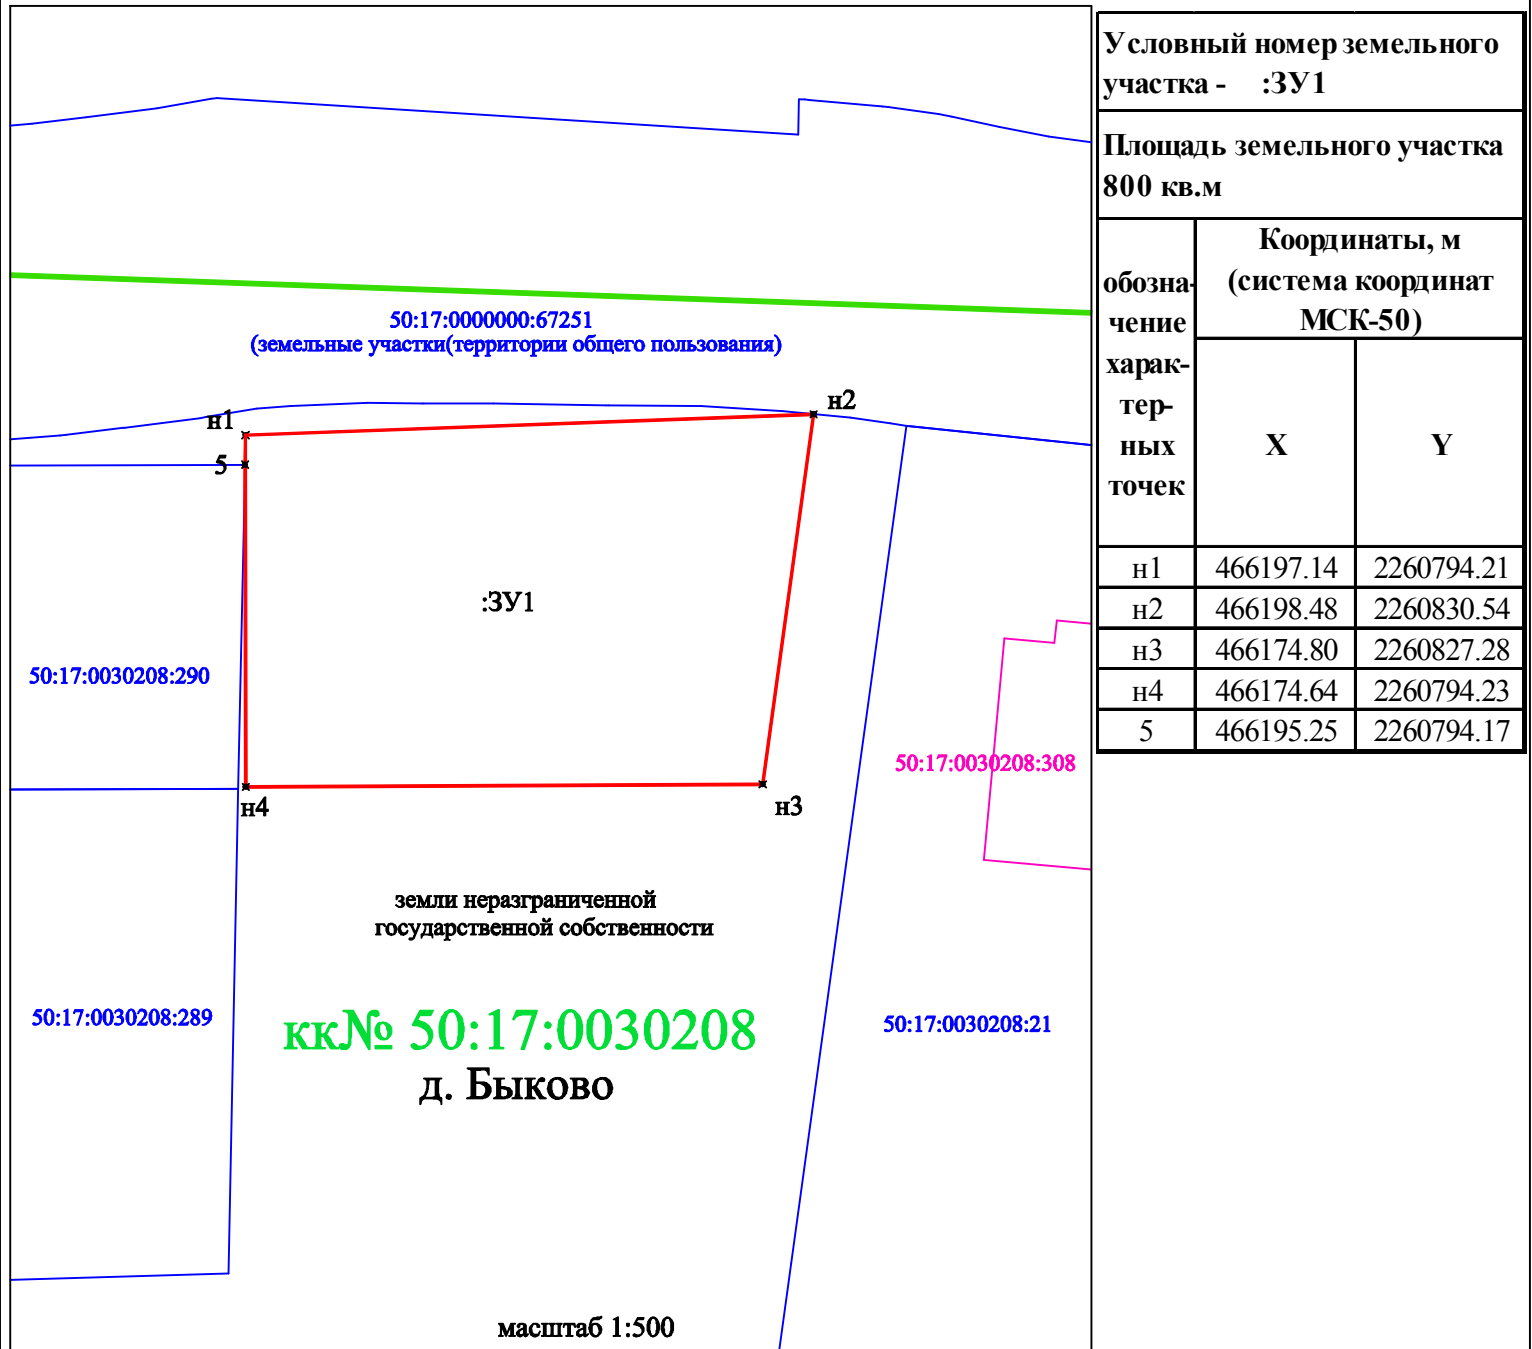 50:17:0000000:67251
(земельные участки(территории общего пользования)
н1
н2
5
:ЗУ1
50:17:0030208:290
50:17:0030208:308
н4
н3
земли неразграниченной
государственной собственности
50:17:0030208:289
кк№ 50:17:0030208
50:17:0030208:21
д. Быково
масштаб 1:500
Условный номер земельного
участка - :ЗУ1
Площадь земельного участка
800 кв.м
обозна-
чение
харак-
тер-
ных
точек
Координаты, м
(система координат
МСК-50)
X Y
н1 466197.14 2260794.21
н2 466198.48 2260830.54
н3 466174.80 2260827.28
н4 466174.64 2260794.23
5 466195.25 2260794.17